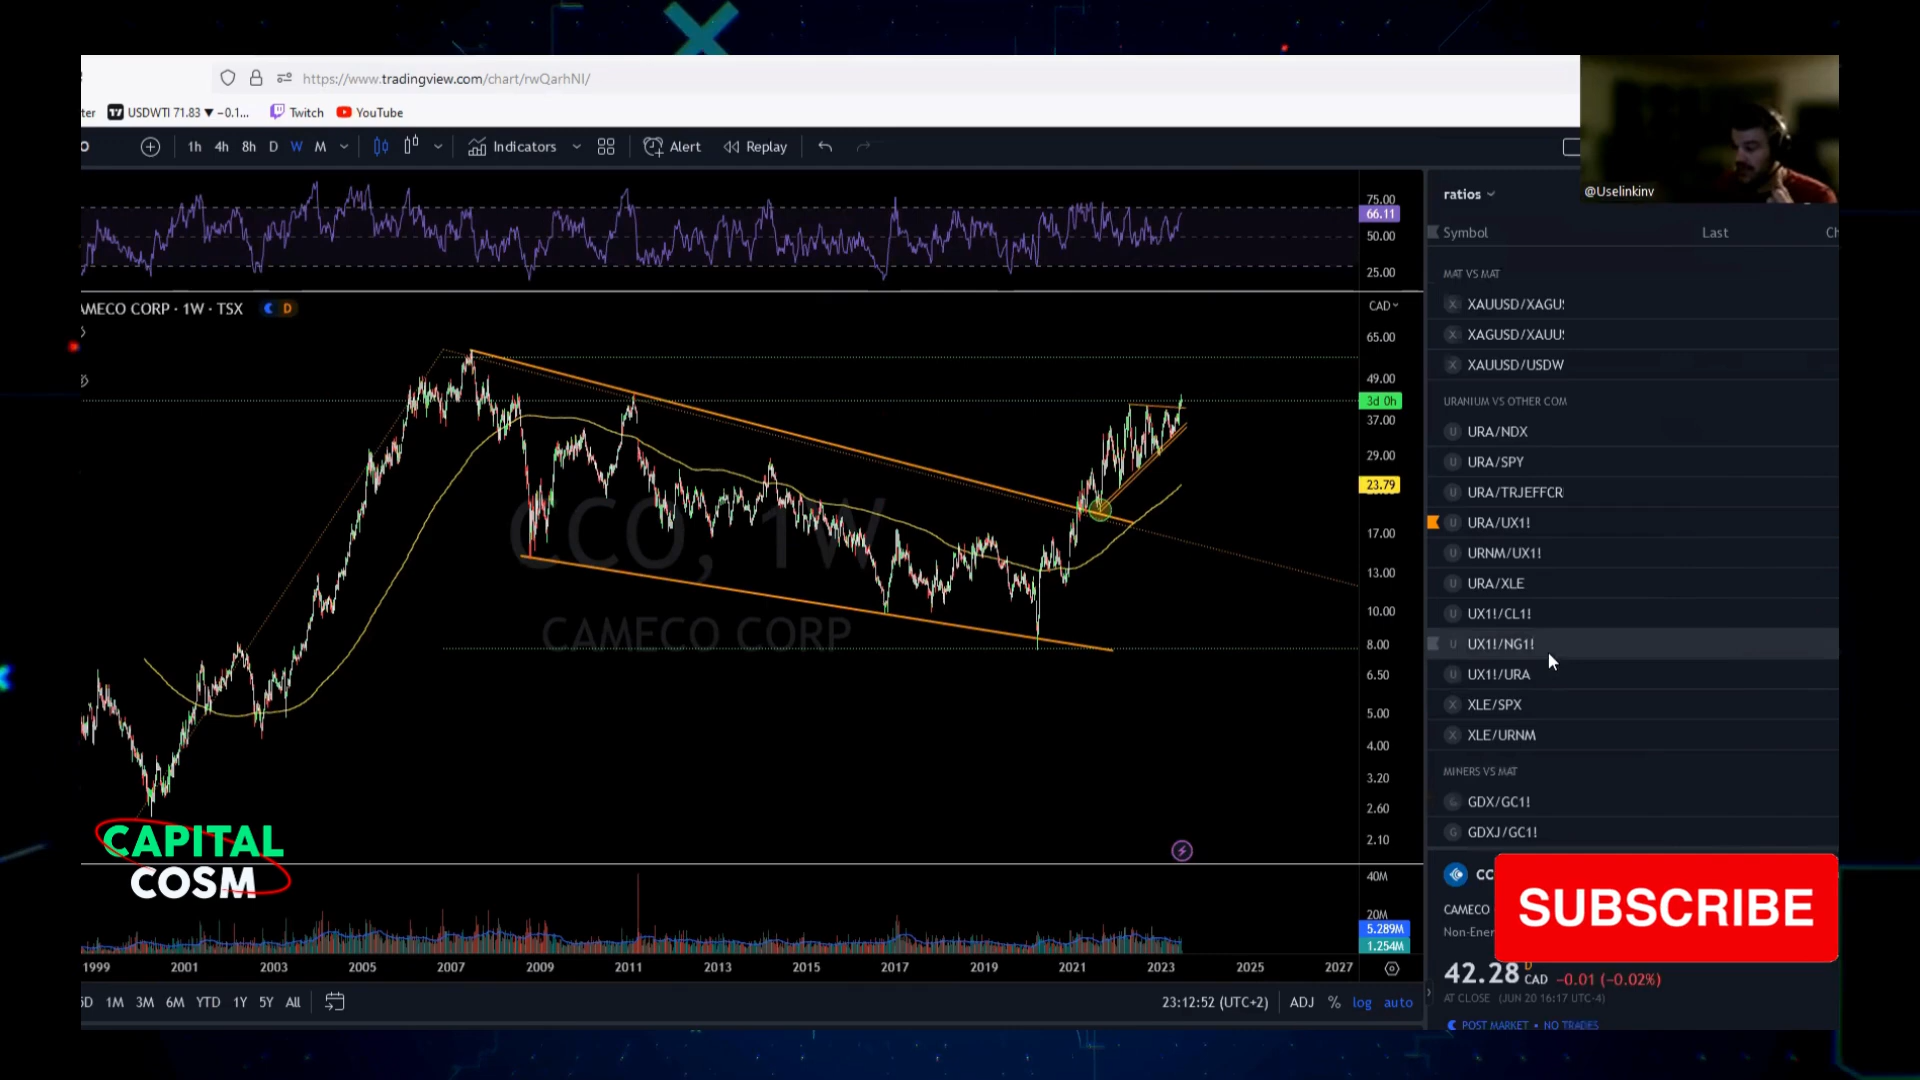 https://www.tradingview.com/chart/rwQarhNI/
ter USDWTI 71.83 ▼ −0.1... Twitch YouTube
1h 4h 8h D W M Indicators Alert Replay
@Uselinkinv
ratios
Symbol Last Ch
75.00
66.11
50.00
25.00
AMECO CORP · 1W · TSX D
CAD
65.00
49.00
3d 0h
37.00
29.00
23.79
17.00
13.00
10.00
8.00
6.50
5.00
4.00
3.20
2.60
2.10
CCO, 1W
CAMECO CORP
MAT VS MAT
XAUUSD/XAGU
XAGUSD/XAUU
XAUUSD/USDW
URANIUM VS OTHER COM
URA/NDX
URA/SPY
URA/TRJEFFCR
URA/UX1!
URNM/UX1!
URA/XLE
UX1!/CL1!
UX1!/NG1!
UX1!/URA
XLE/SPX
XLE/URNM
MINERS VS MAT
GDX/GC1!
GDXJ/GC1!
CAPITAL
COSM
40M
20M
5.289M
1.254M
1999 2001 2003 2005 2007 2009 2011 2013 2015 2017 2019 2021 2023 2025 2027
5D 1M 3M 6M YTD 1Y 5Y All
23:12:52 (UTC+2) ADJ % log auto
CC
CAMECO
Non-Ener
SUBSCRIBE
42.28 D CAD −0.01 (−0.02%)
AT CLOSE (JUN 20 16:17 UTC-4)
POST MARKET • NO TRADES